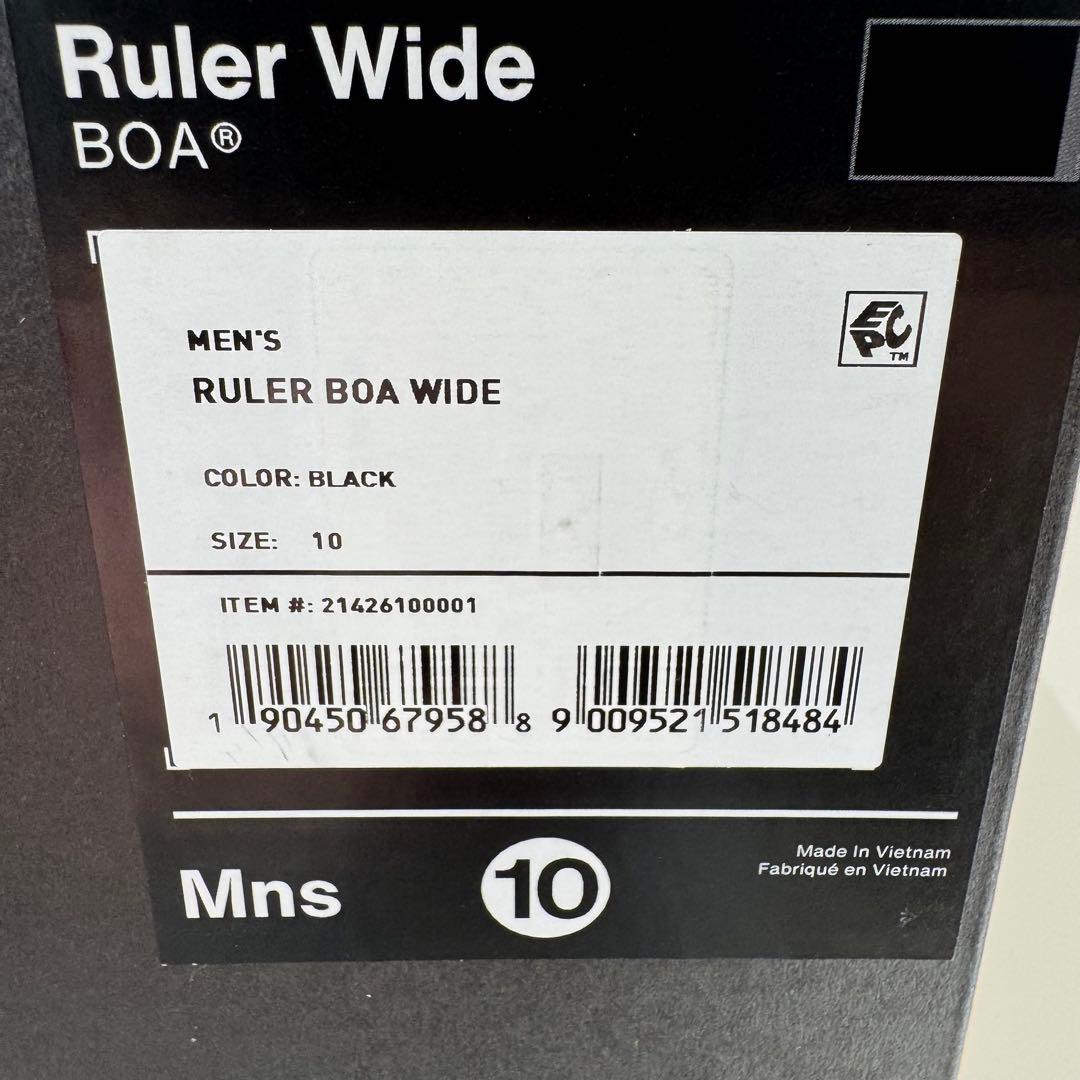 Ruler Wide
BOA®
MEN'S
EPC™
RULER BOA WIDE
COLOR: BLACK
SIZE: 10
ITEM #: 21426100001
1 90450 67958 8 9 009521 518484
Mns 10
Made In Vietnam
Fabriqué en Vietnam